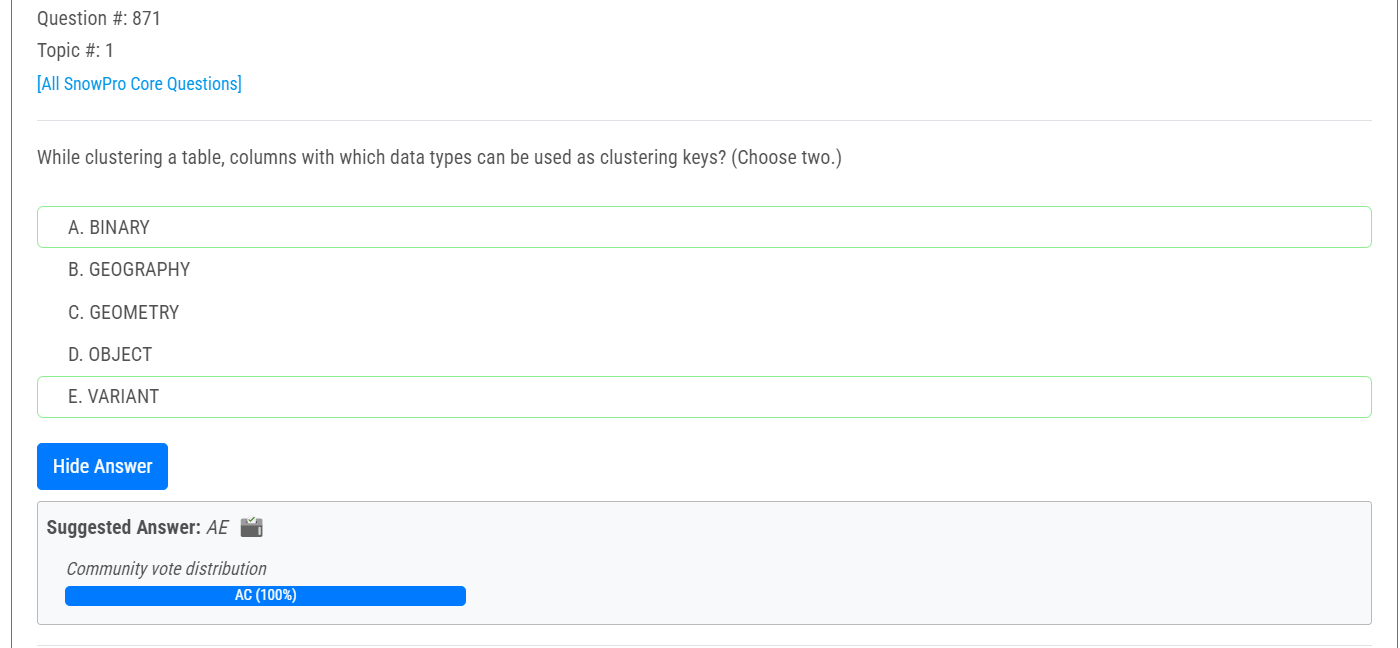 Question #: 871
Topic #: 1
[All SnowPro Core Questions]
While clustering a table, columns with which data types can be used as clustering keys? (Choose two.)
A. BINARY
B. GEOGRAPHY
C. GEOMETRY
D. OBJECT
E. VARIANT
Hide Answer
Suggested Answer: AE
Community vote distribution
AC (100%)